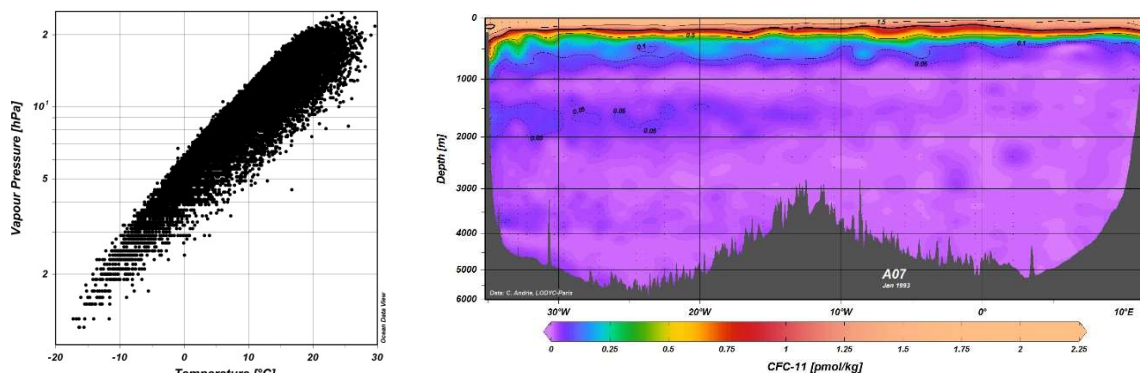 2
10¹
5
2
-20
-10
0
10
20
30
Vapour Pressure [hPa]
Temperature [°C]
Ocean Data View
0
1000
2000
3000
4000
5000
6000
Depth [m]
1.5
0.5
0.1
0.1
0.05
0.05
0.05
0.05
0.05
A07
Jan 1993
Data: C. Andrie, LODYC-Paris
30°W
20°W
10°W
0°E
10°E
0
0.25
0.5
0.75
1
1.25
1.5
1.75
2
2.25
CFC-11 [pmol/kg]